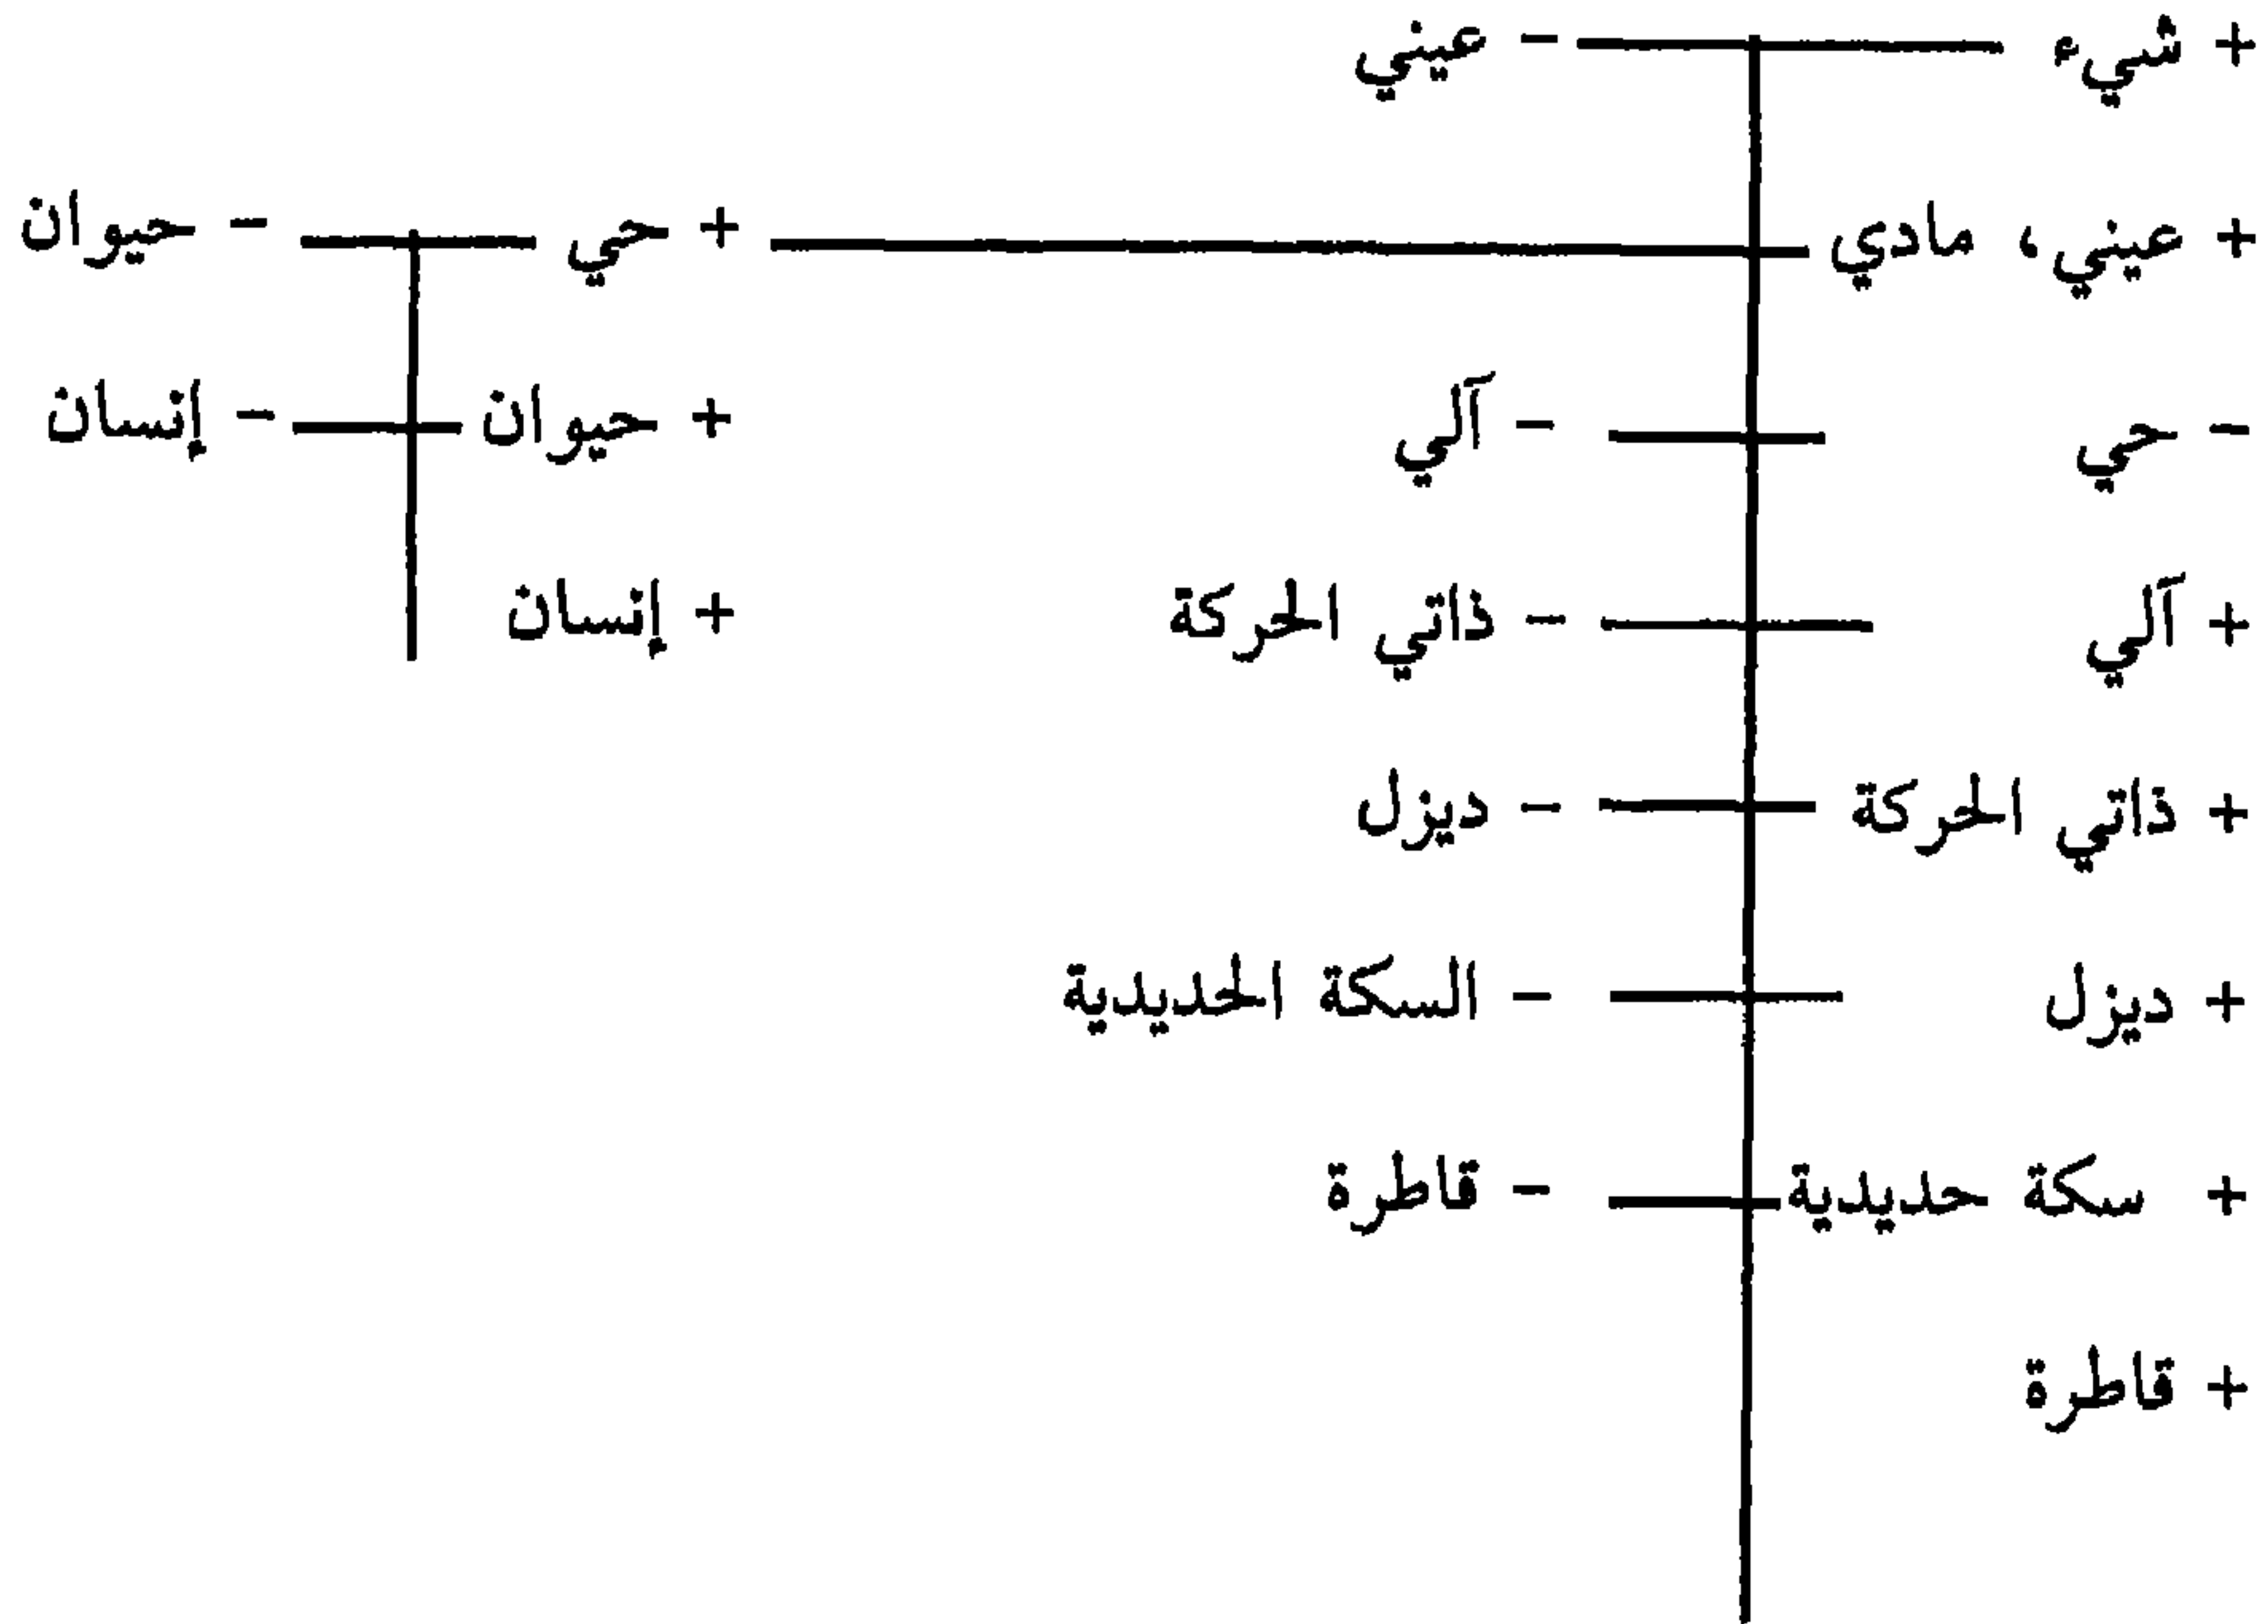 + شيء - عيني
+ عيني، مادي + حي - حيوان
- حي - آلي + حيوان - إنسان
+ آلي - ذاتي الحركة + إنسان
+ ذاتي الحركة - ديزل
+ ديزل - السكة الحديدية
+ سكة حديدية - قاطرة
+ قاطرة